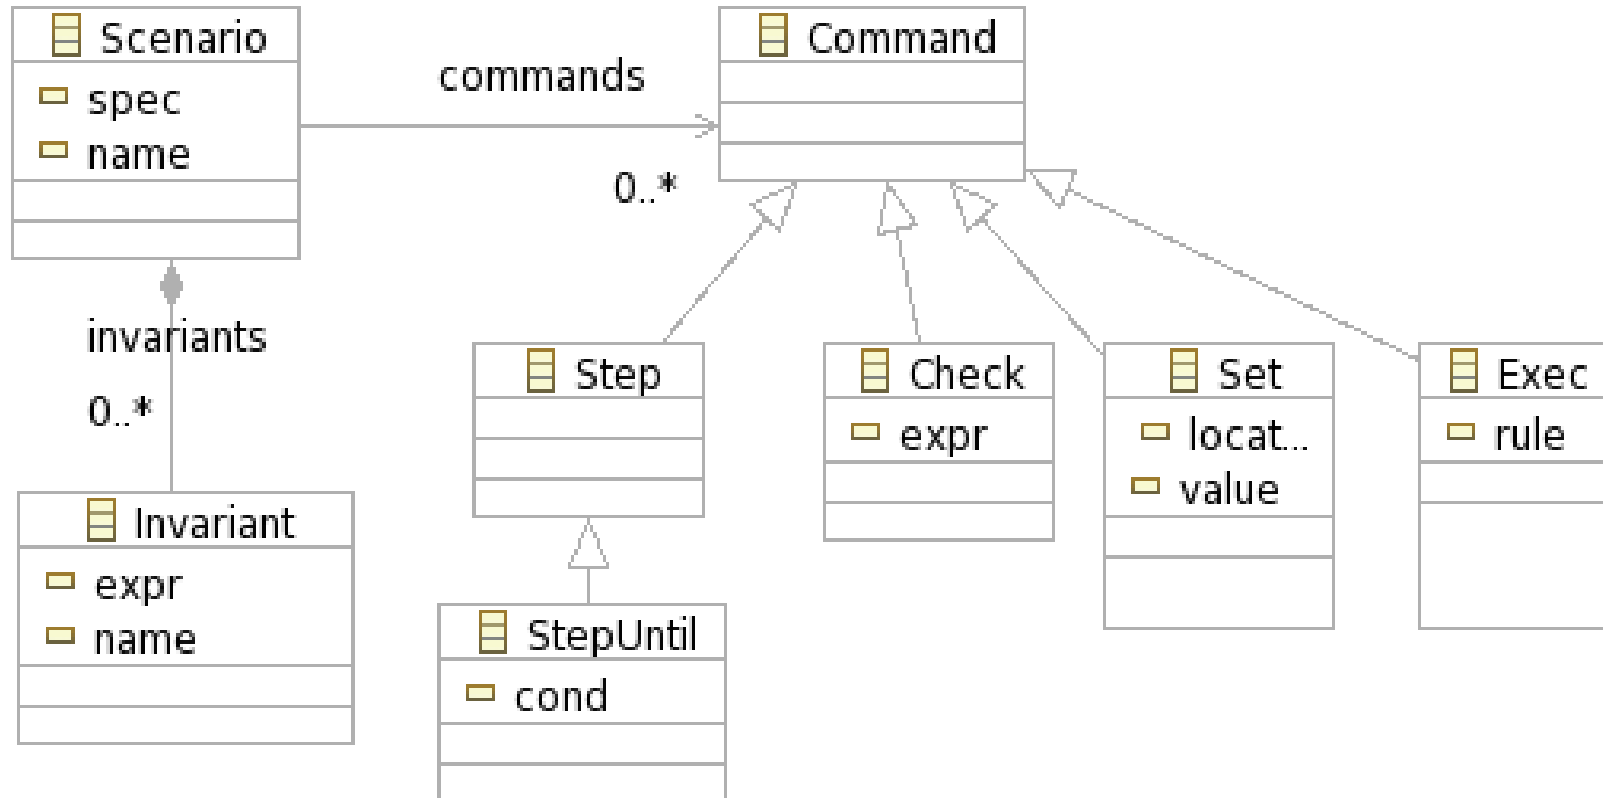 Scenario
spec
name
commands
0..*
Command
invariants
0..*
Invariant
expr
name
Step
StepUntil
cond
Check
expr
Set
locat...
value
Exec
rule